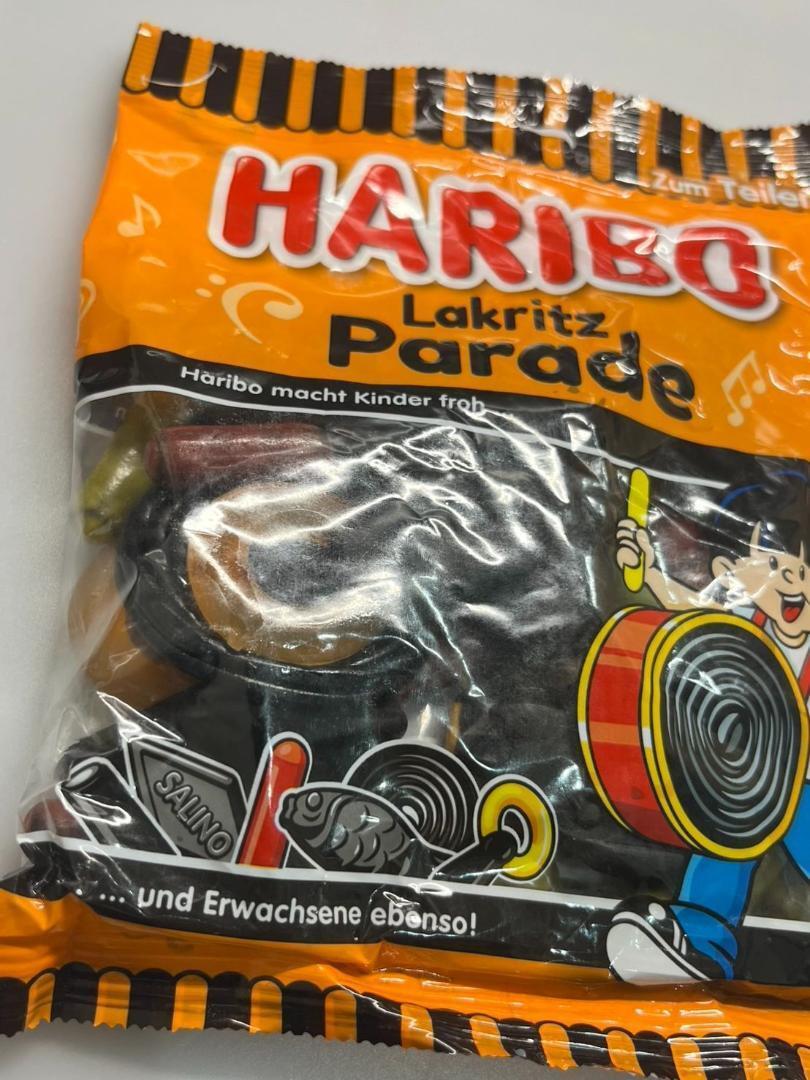 Zum Teilen
HARIBO
Lakritz
Parade
Haribo macht Kinder froh
SALINO
... und Erwachsene ebenso!